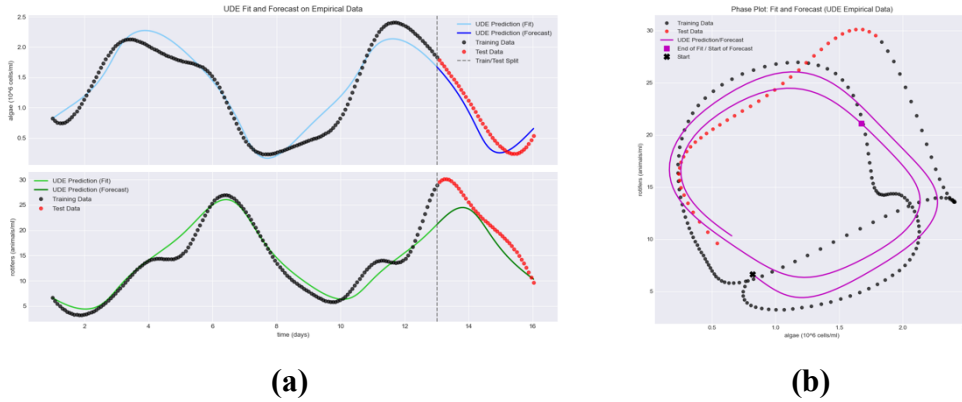 UDE Fit and Forecast on Empirical Data
algae (10^6 cells/ml)
2.5
2.0
1.5
1.0
0.5
UDE Prediction (Fit)
UDE Prediction (Forecast)
Training Data
Test Data
Train/Test Split
rotifers (animals/ml)
30
25
20
15
10
5
UDE Prediction (Fit)
UDE Prediction (Forecast)
Training Data
Test Data
2 4 6 8 10 12 14 16
time (days)
(a)
Phase Plot: Fit and Forecast (UDE Empirical Data)
Training Data
Test Data
UDE Prediction/Forecast
End of Fit / Start of Forecast
Start
rotifers (animals/ml)
30
25
20
15
10
5
0.5 1.0 1.5 2.0
algae (10^6 cells/ml)
(b)